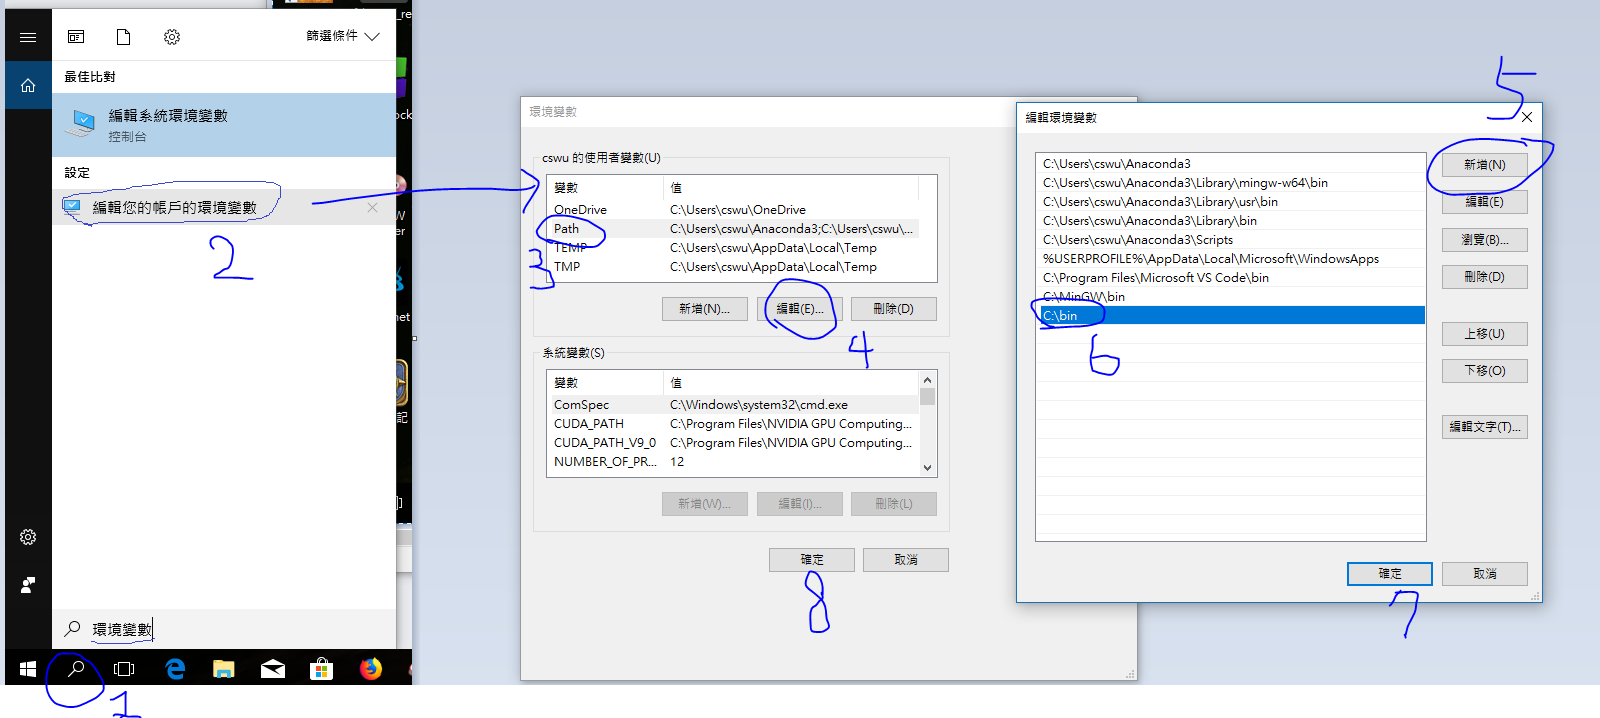 _re
篩選條件
最佳比對
編輯系統環境變數
控制台
設定
編輯您的帳戶的環境變數
2
環境變數
1
ock
W
er
net
記
環境變數
cswu 的使用者變數(U)
變數 值
OneDrive C:\Users\cswu\OneDrive
Path C:\Users\cswu\Anaconda3;C:\Users\cswu\...
TEMP C:\Users\cswu\AppData\Local\Temp
TMP C:\Users\cswu\AppData\Local\Temp
3
新增(N)... 編輯(E)... 刪除(D)
4
系統變數(S)
變數 值
ComSpec C:\Windows\system32\cmd.exe
CUDA_PATH C:\Program Files\NVIDIA GPU Computing...
CUDA_PATH_V9_0 C:\Program Files\NVIDIA GPU Computing...
NUMBER_OF_PR... 12
新增(W)... 編輯(I)... 刪除(L)
確定 取消
8
5
編輯環境變數
C:\Users\cswu\Anaconda3
C:\Users\cswu\Anaconda3\Library\mingw-w64\bin
C:\Users\cswu\Anaconda3\Library\usr\bin
C:\Users\cswu\Anaconda3\Library\bin
C:\Users\cswu\Anaconda3\Scripts
%USERPROFILE%\AppData\Local\Microsoft\WindowsApps
C:\Program Files\Microsoft VS Code\bin
C:\MinGW\bin
C:\bin
6
新增(N)
編輯(E)
瀏覽(B)...
刪除(D)
上移(U)
下移(O)
編輯文字(T)...
確定 取消
7